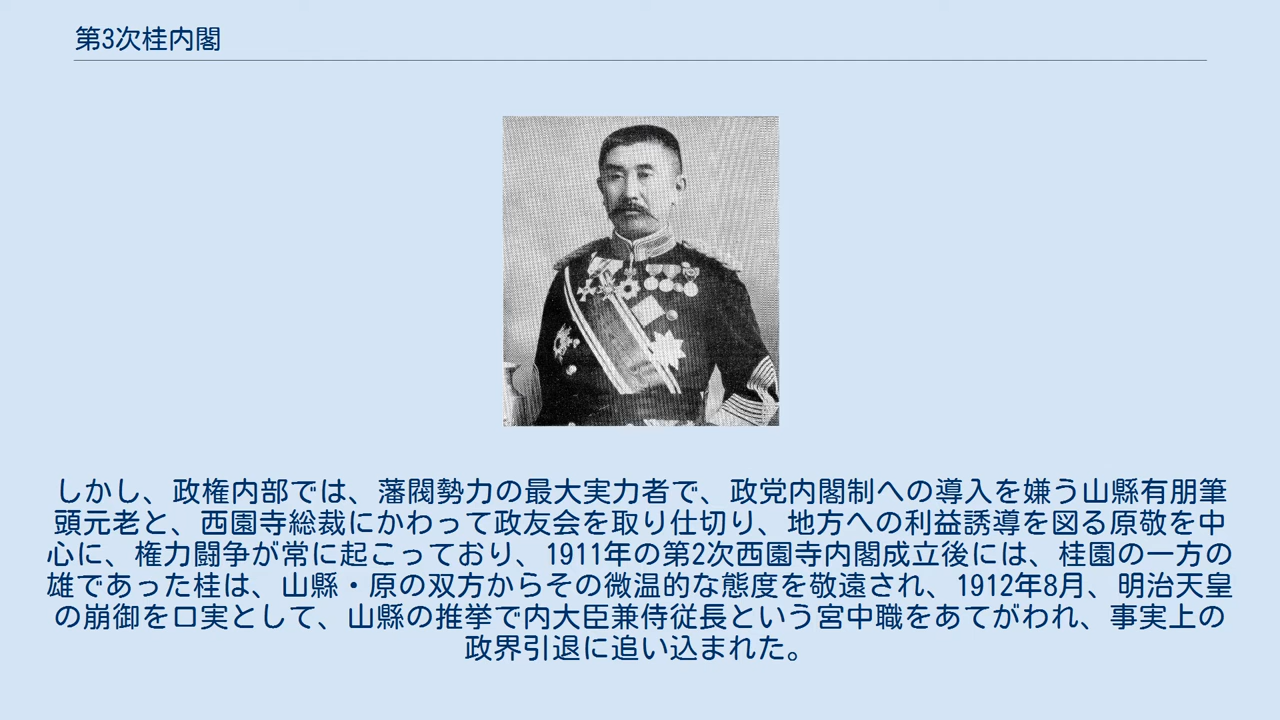 第3次桂内閣
しかし、政権内部では、藩閥勢力の最大実力者で、政党内閣制への導入を嫌う山縣有朋筆
頭元老と、西園寺総裁にかわって政友会を取り仕切り、地方への利益誘導を図る原敬を中
心に、権力闘争が常に起こっており、1911年の第2次西園寺内閣成立後には、桂園の一方の
雄であった桂は、山縣・原の双方からその微温的な態度を敬遠され、1912年8月、明治天皇
の崩御を口実として、山縣の推挙で内大臣兼侍従長という宮中職をあてがわれ、事実上の
政界引退に追い込まれた。